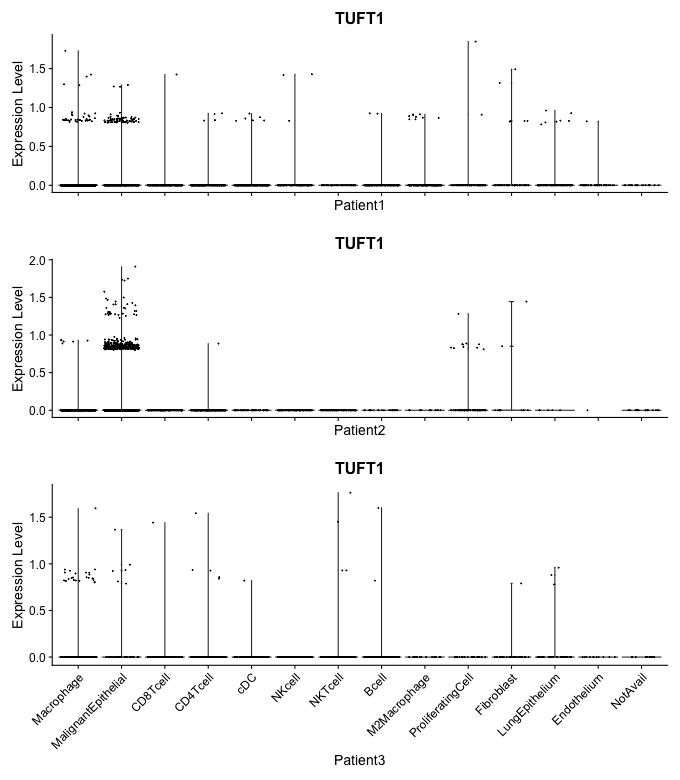 TUFT1
Expression Level
1.5
1.0
0.5
0.0
Patient1
TUFT1
Expression Level
2.0
1.5
1.0
0.5
0.0
Patient2
TUFT1
Expression Level
1.5
1.0
0.5
0.0
Macrophage
MalignantEpithelial
CD8Tcell
CD4Tcell
cDC
NKcell
NKTcell
Bcell
M2Macrophage
ProliferatingCell
Fibroblast
LungEpithelium
Endothelium
NotAvail
Patient3